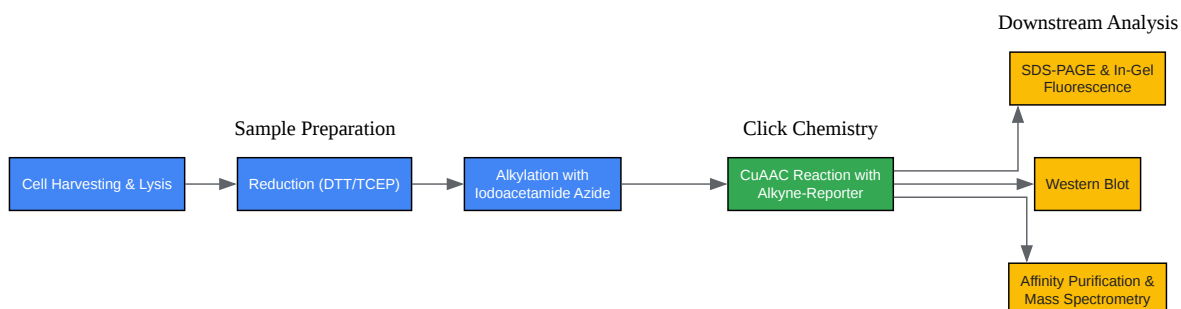 Downstream Analysis
SDS-PAGE & In-Gel
Fluorescence
Sample Preparation
Click Chemistry
Cell Harvesting & Lysis
Reduction (DTT/TCEP)
Alkylation with
Iodoacetamide Azide
CuAAC Reaction with
Alkyne-Reporter
Western Blot
Affinity Purification &
Mass Spectrometry